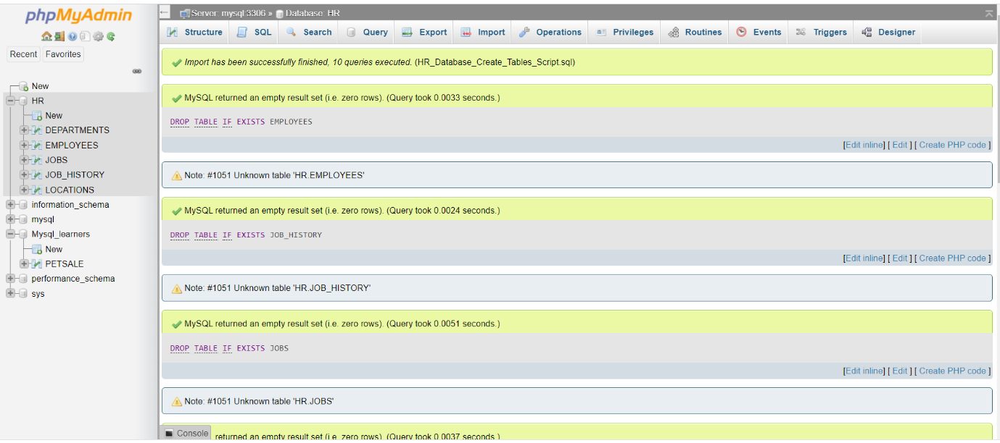 phpMyAdmin
Recent Favorites
New
HR
New
DEPARTMENTS
EMPLOYEES
JOBS
JOB_HISTORY
LOCATIONS
information_schema
mysql
Mysql_learners
New
PETSALE
performance_schema
sys
Server: mysql:3306 » Database: HR
Structure SQL Search Query Export Import Operations Privileges Routines Events Triggers Designer
Import has been successfully finished, 10 queries executed. (HR_Database_Create_Tables_Script.sql)
MySQL returned an empty result set (i.e. zero rows). (Query took 0.0033 seconds.)
DROP TABLE IF EXISTS EMPLOYEES
[Edit inline] [ Edit ] [ Create PHP code ]
Note: #1051 Unknown table 'HR.EMPLOYEES'
MySQL returned an empty result set (i.e. zero rows). (Query took 0.0024 seconds.)
DROP TABLE IF EXISTS JOB_HISTORY
[Edit inline] [ Edit ] [ Create PHP code ]
Note: #1051 Unknown table 'HR.JOB_HISTORY'
MySQL returned an empty result set (i.e. zero rows). (Query took 0.0051 seconds.)
DROP TABLE IF EXISTS JOBS
[Edit inline] [ Edit ] [ Create PHP code ]
Note: #1051 Unknown table 'HR.JOBS'
Console returned an empty result set (i.e. zero rows). (Query took 0.0037 seconds.)